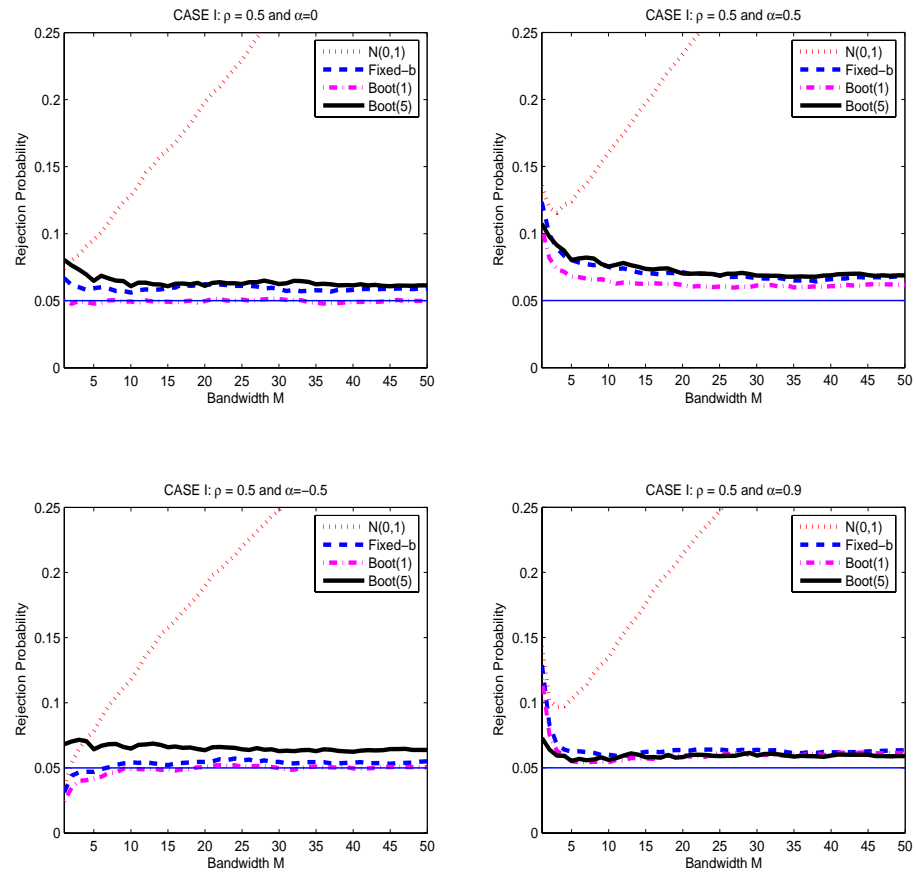 CASE I: ρ = 0.5 and α=0
0.25
0.2
0.15
0.1
0.05
0
Rejection Probability
N(0,1)
Fixed−b
Boot(1)
Boot(5)
5 10 15 20 25 30 35 40 45 50
Bandwidth M
CASE I: ρ = 0.5 and α=0.5
0.25
0.2
0.15
0.1
0.05
0
Rejection Probability
N(0,1)
Fixed−b
Boot(1)
Boot(5)
5 10 15 20 25 30 35 40 45 50
Bandwidth M
CASE I: ρ = 0.5 and α=−0.5
0.25
0.2
0.15
0.1
0.05
0
Rejection Probability
N(0,1)
Fixed−b
Boot(1)
Boot(5)
5 10 15 20 25 30 35 40 45 50
Bandwidth M
CASE I: ρ = 0.5 and α=0.9
0.25
0.2
0.15
0.1
0.05
0
Rejection Probability
N(0,1)
Fixed−b
Boot(1)
Boot(5)
5 10 15 20 25 30 35 40 45 50
Bandwidth M